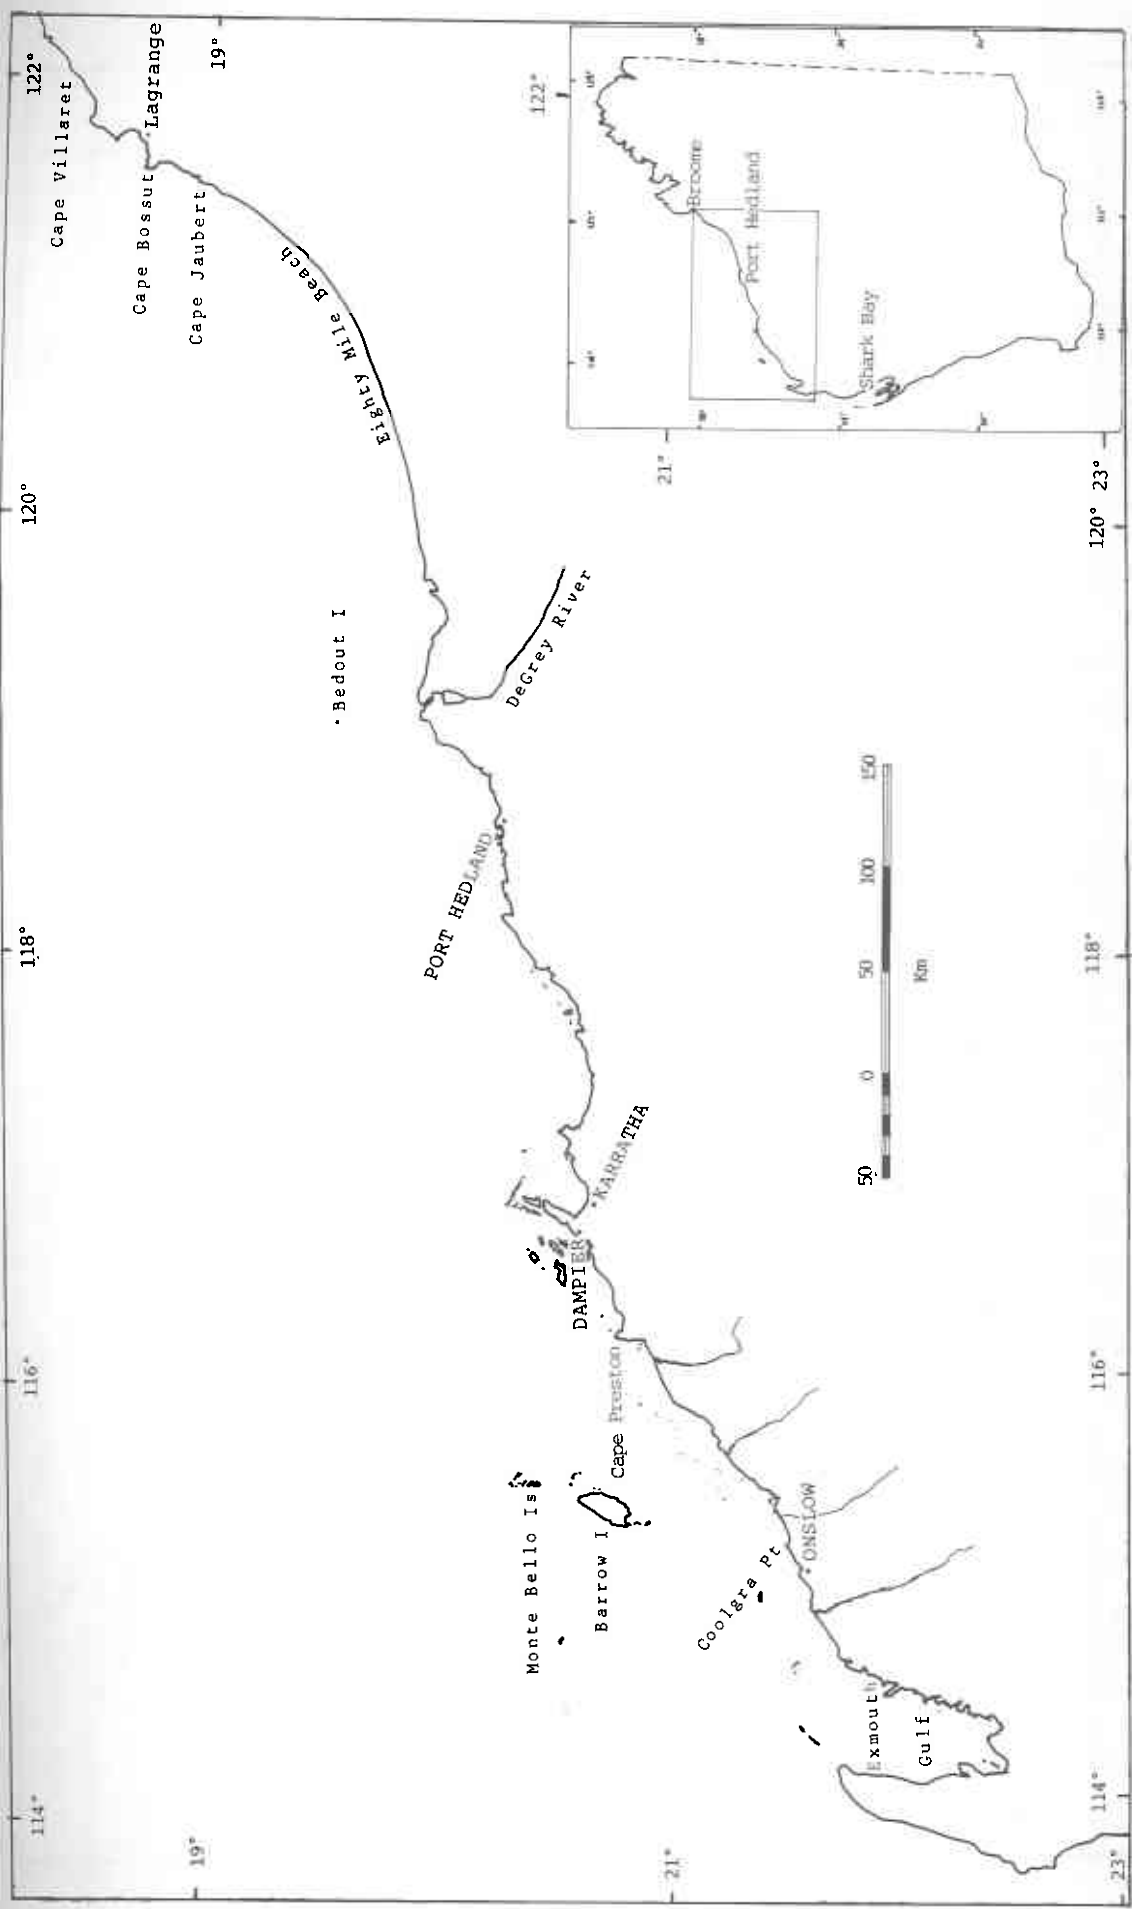 114°
116°
118°
120°
122°
19°
19°
Cape Villaret
Lagrange
Cape Bossut
Cape Jaubert
Eighty Mile Beach
Bedout I
DeGrey River
PORT HEDLAND
KARRATHA
DAMPIER
Cape Preston
Monte Bello Is
Barrow I
Coolgra Pt
ONSLOW
Exmouth
Gulf
21°
21°
50 0 50 100 150
Km
Broome
Port Hedland
Shark Bay
122°
23°
114°
116°
118°
120°
23°